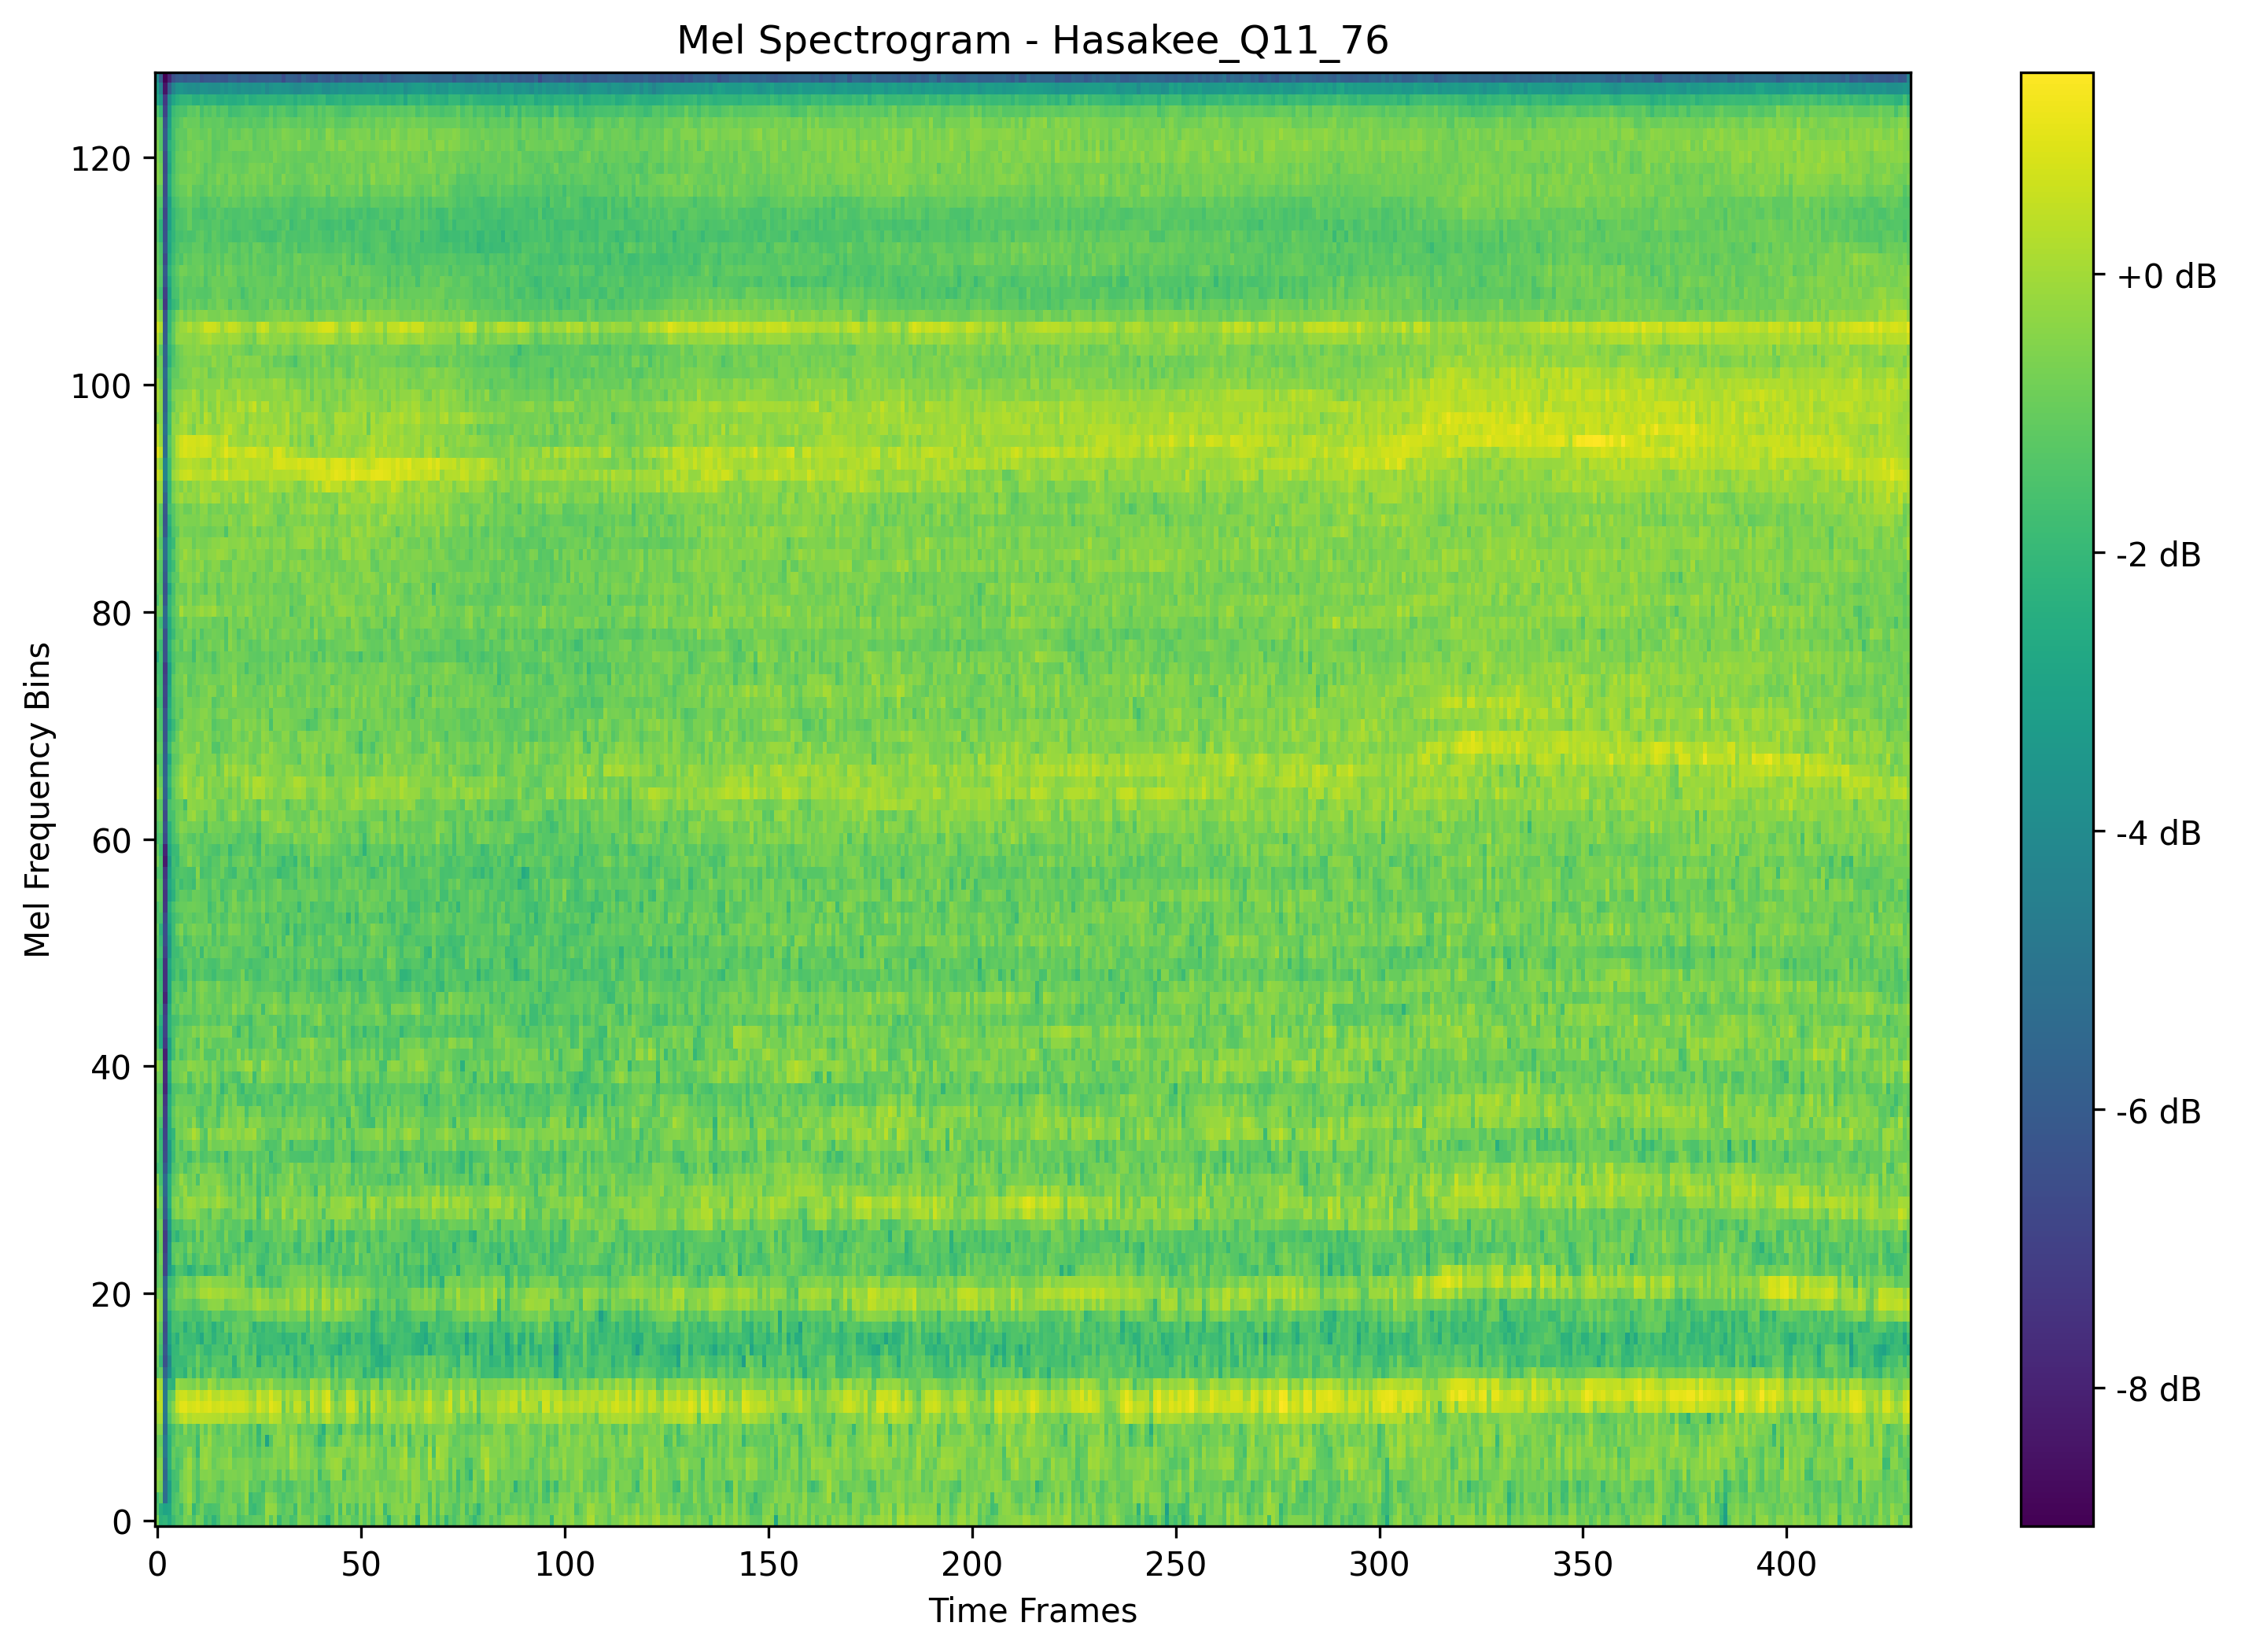 Mel Spectrogram - Hasakee_Q11_76
Mel Frequency Bins
120
100
80
60
40
20
0
0 50 100 150 200 250 300 350 400
Time Frames
+0 dB
-2 dB
-4 dB
-6 dB
-8 dB